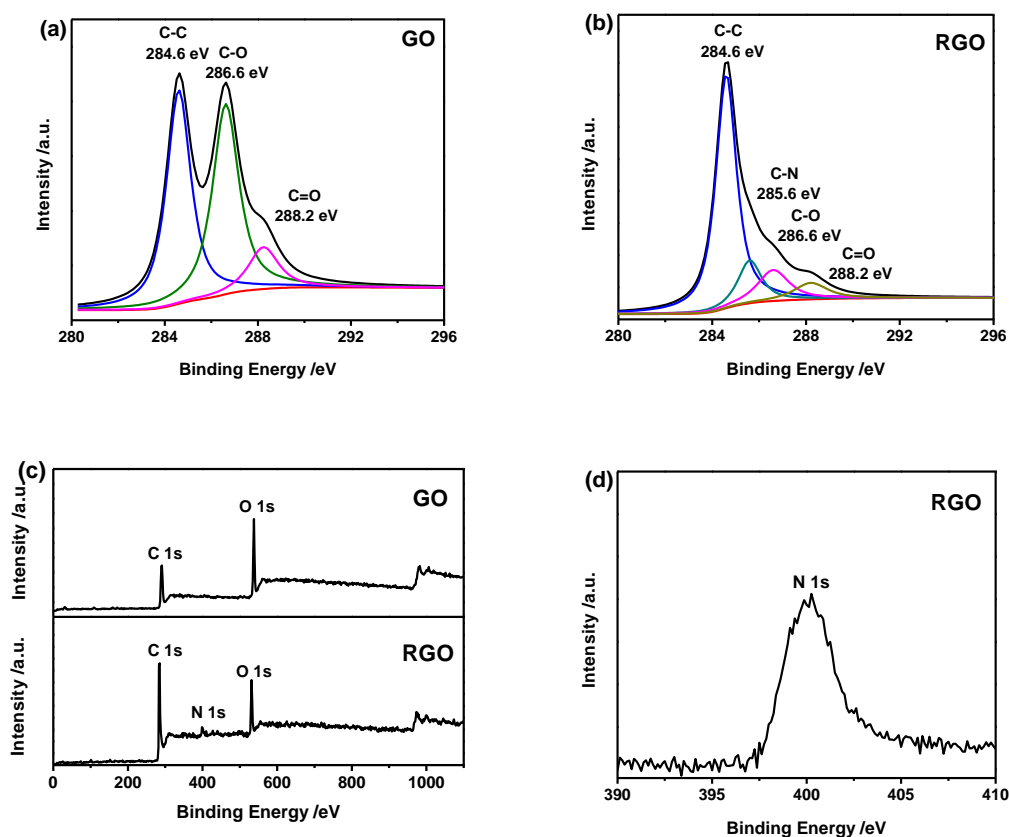 (a)
GO
C-C
284.6 eV
C-O
286.6 eV
C=O
288.2 eV
Intensity /a.u.
280 284 288 292 296
Binding Energy /eV
(b)
RGO
C-C
284.6 eV
C-N
285.6 eV
C-O
286.6 eV
C=O
288.2 eV
Intensity /a.u.
280 284 288 292 296
Binding Energy /eV
(c)
GO
O 1s
C 1s
Intensity /a.u.
RGO
C 1s
O 1s
N 1s
Intensity /a.u.
0 200 400 600 800 1000
Binding Energy /eV
(d)
RGO
N 1s
Intensity /a.u.
390 395 400 405 410
Binding Energy /eV